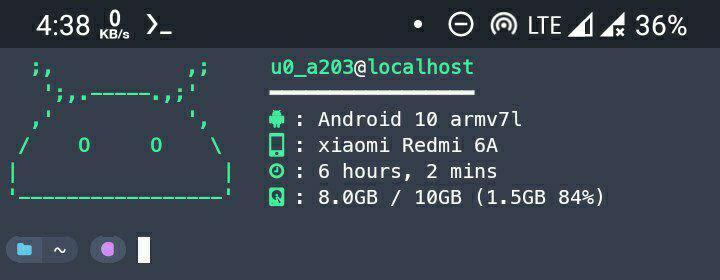 4:38 0 KB/s LTE 36%
u0_a203@localhost
: Android 10 armv7l
: xiaomi Redmi 6A
: 6 hours, 2 mins
: 8.0GB / 10GB (1.5GB 84%)
~